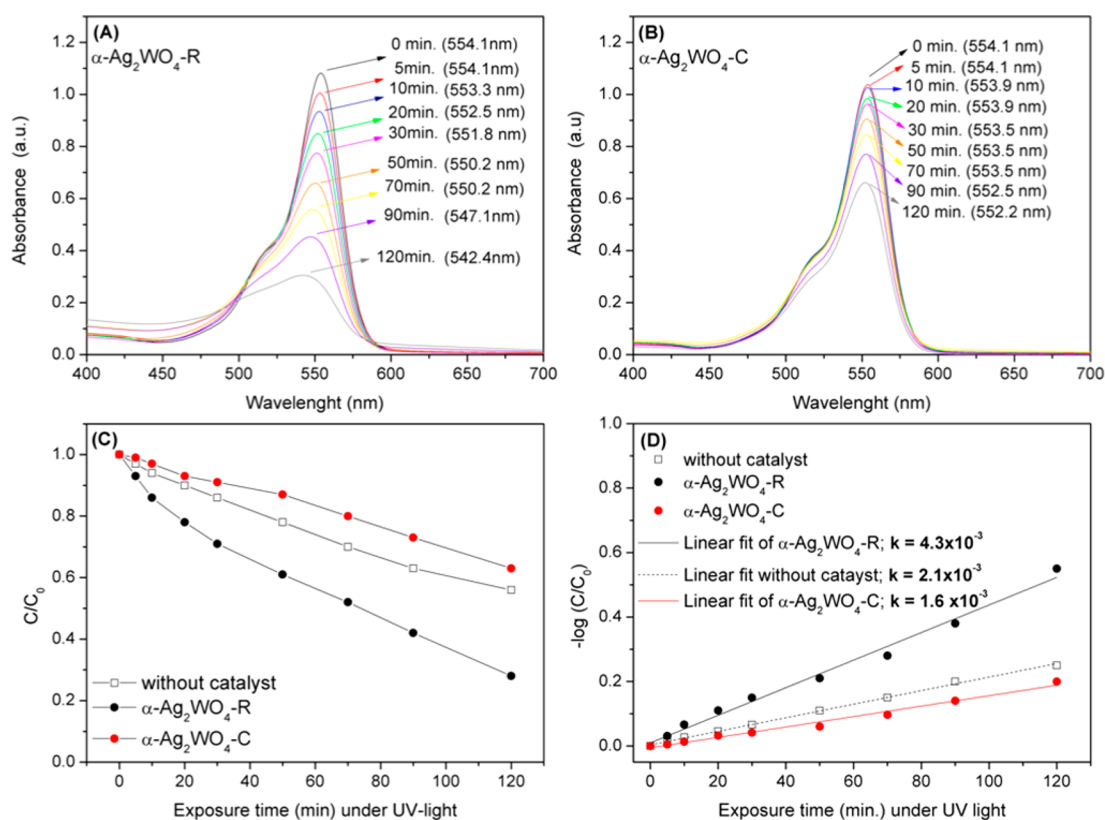 (A)
α-Ag₂WO₄-R
0 min. (554.1nm)
5min. (554.1nm)
10min. (553.3 nm)
20min. (552.5 nm)
30min. (551.8 nm)
50min. (550.2 nm)
70min. (550.2 nm)
90min. (547.1nm)
120min. (542.4nm)
Absorbance (a.u.)
1.2
1.0
0.8
0.6
0.4
0.2
0.0
400 450 500 550 600 650 700
Wavelenght (nm)
(B)
α-Ag₂WO₄-C
0 min. (554.1 nm)
5 min. (554.1 nm)
10 min. (553.9 nm)
20 min. (553.9 nm)
30 min. (553.5 nm)
50 min. (553.5 nm)
70 min. (553.5 nm)
90 min. (552.5 nm)
120 min. (552.2 nm)
Absorbance (a.u)
1.2
1.0
0.8
0.6
0.4
0.2
0.0
400 450 500 550 600 650 700
Wavelenght (nm)
(C)
C/C₀
1.0
0.8
0.6
0.4
0.2
0.0
without catalyst
α-Ag₂WO₄-R
α-Ag₂WO₄-C
0 20 40 60 80 100 120
Exposure time (min) under UV-light
(D)
without catalyst
α-Ag₂WO₄-R
α-Ag₂WO₄-C
Linear fit of α-Ag₂WO₄-R; k = 4.3x10⁻³
Linear fit without catayst; k = 2.1x10⁻³
Linear fit of α-Ag₂WO₄-C; k = 1.6 x10⁻³
-log (C/C₀)
1.0
0.8
0.6
0.4
0.2
0.0
0 20 40 60 80 100 120
Exposure time (min.) under UV light